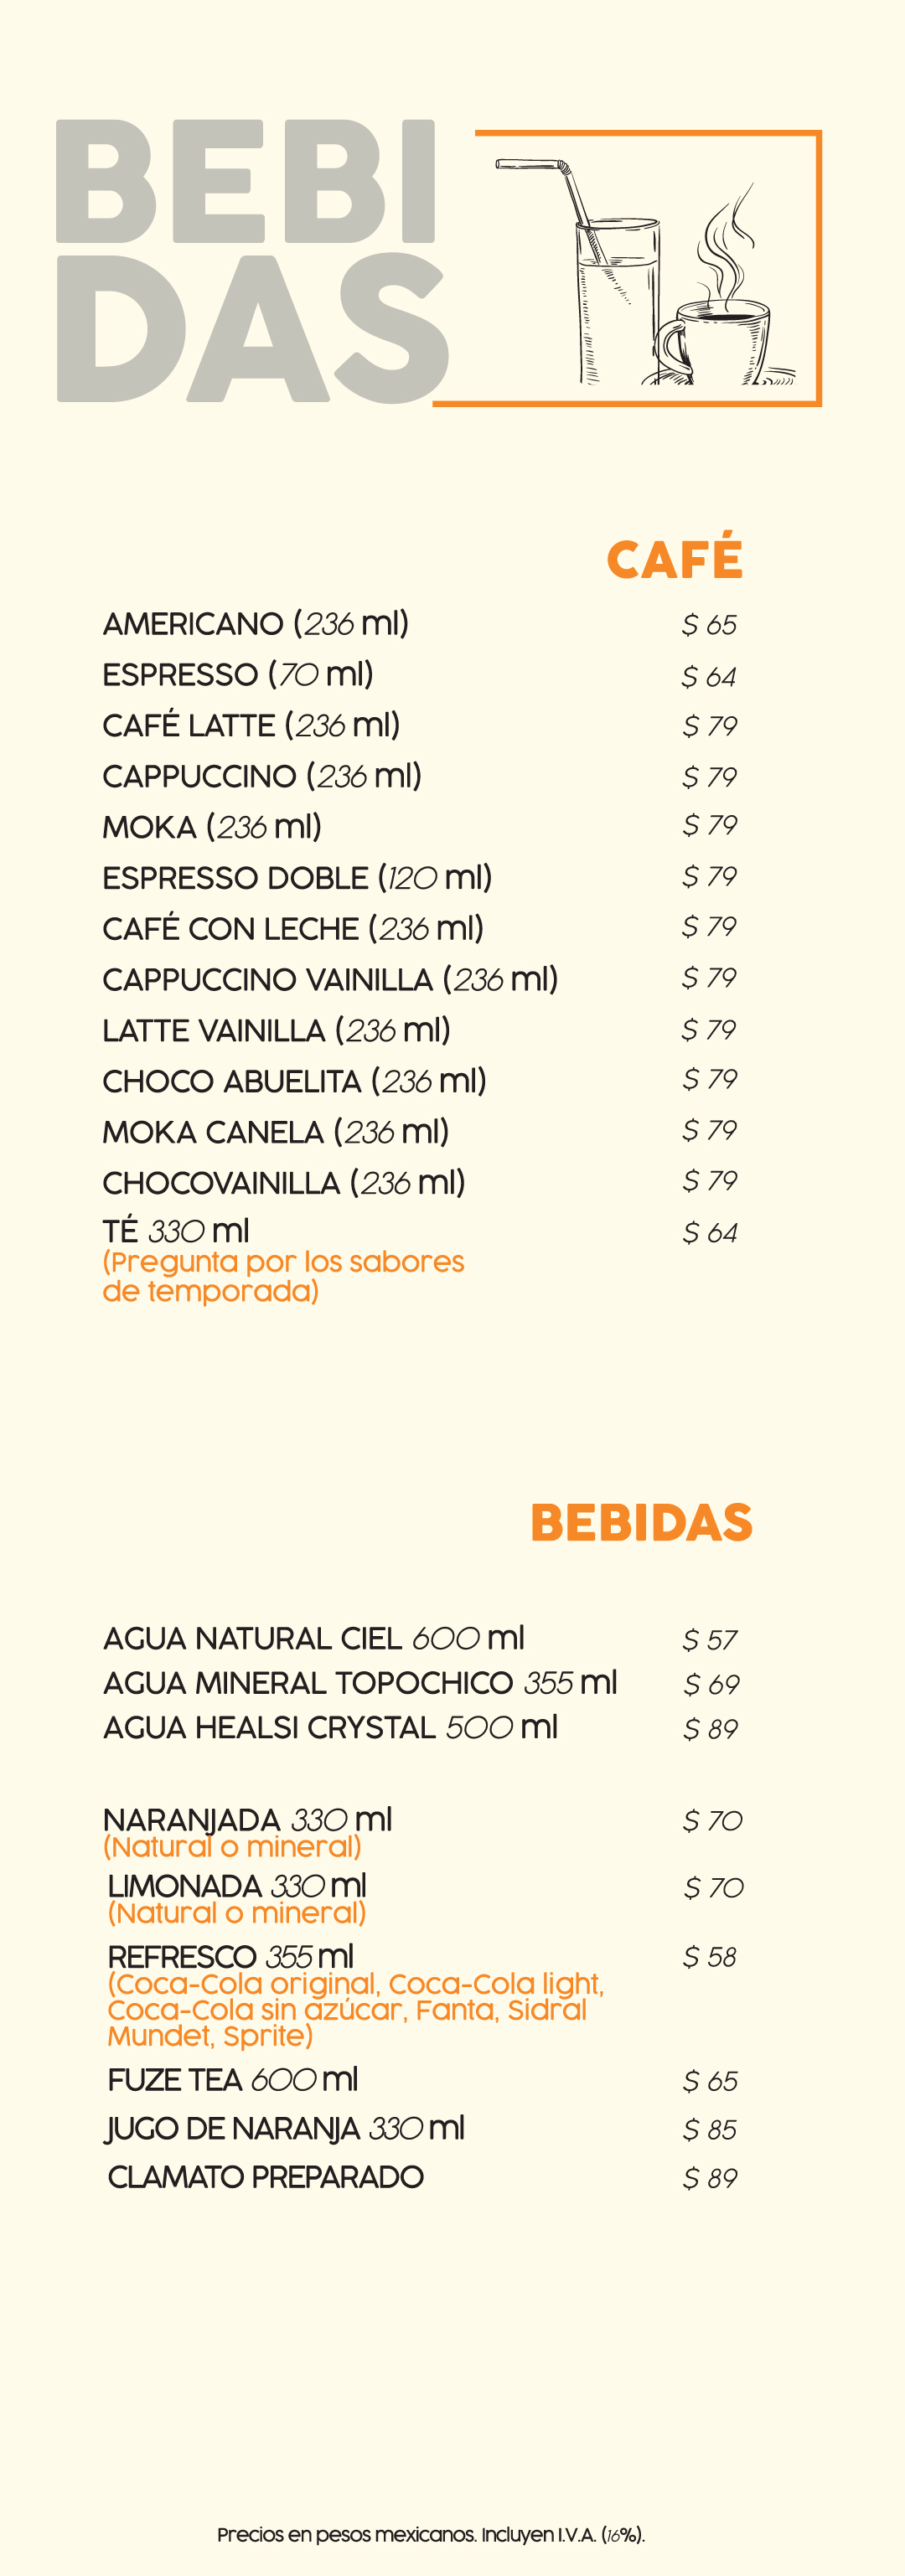 BEBI
DAS
CAFÉ
AMERICANO (236 ml) $ 65
ESPRESSO (70 ml) $ 64
CAFÉ LATTE (236 ml) $ 79
CAPPUCCINO (236 ml) $ 79
MOKA (236 ml) $ 79
ESPRESSO DOBLE (120 ml) $ 79
CAFÉ CON LECHE (236 ml) $ 79
CAPPUCCINO VAINILLA (236 ml) $ 79
LATTE VAINILLA (236 ml) $ 79
CHOCO ABUELITA (236 ml) $ 79
MOKA CANELA (236 ml) $ 79
CHOCOVAINILLA (236 ml) $ 79
TÉ 330 ml $ 64
(Pregunta por los sabores
de temporada)
BEBIDAS
AGUA NATURAL CIEL 600 ml $ 57
AGUA MINERAL TOPOCHICO 355 ml $ 69
AGUA HEALSI CRYSTAL 500 ml $ 89
NARANJADA 330 ml $ 70
(Natural o mineral)
LIMONADA 330 ml $ 70
(Natural o mineral)
REFRESCO 355 ml $ 58
(Coca-Cola original, Coca-Cola light,
Coca-Cola sin azúcar, Fanta, Sidral
Mundet, Sprite)
FUZE TEA 600 ml $ 65
JUGO DE NARANJA 330 ml $ 85
CLAMATO PREPARADO $ 89
Precios en pesos mexicanos. Incluyen I.V.A. (16%).